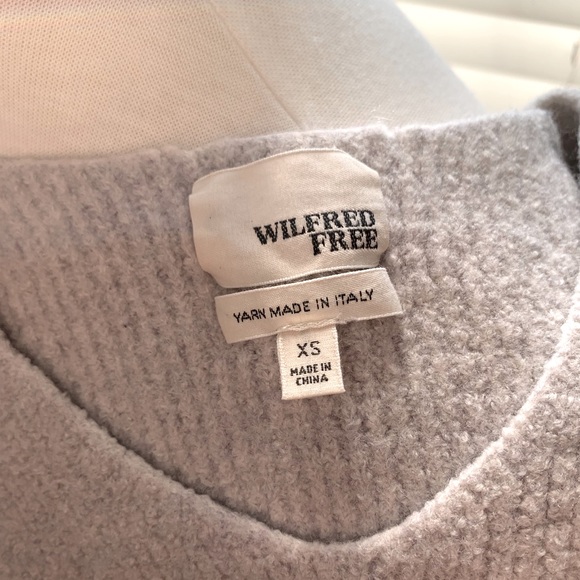 WILFRED
FREE
YARN MADE IN ITALY
XS
MADE IN
CHINA